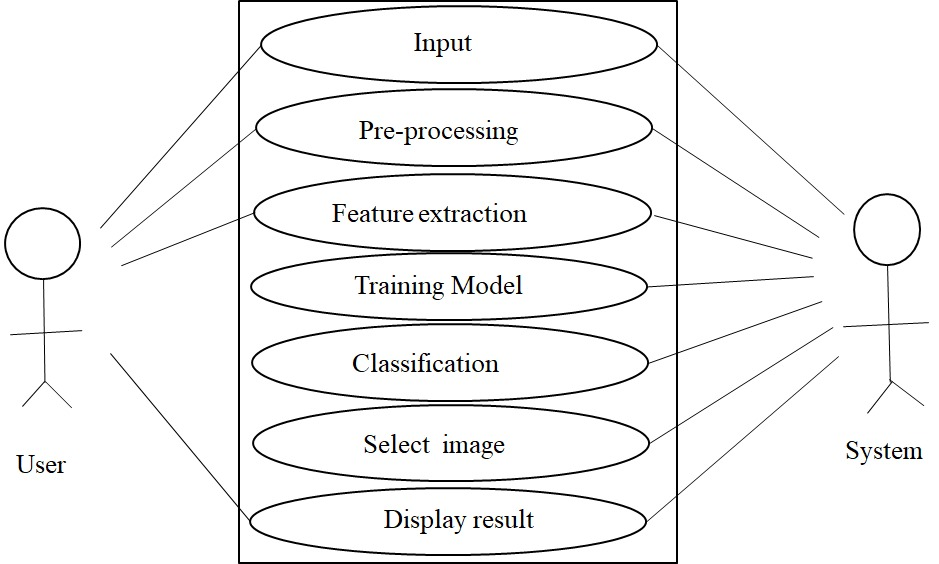 Input
Pre-processing
Feature extraction
Training Model
Classification
Select image
Display result
User
System